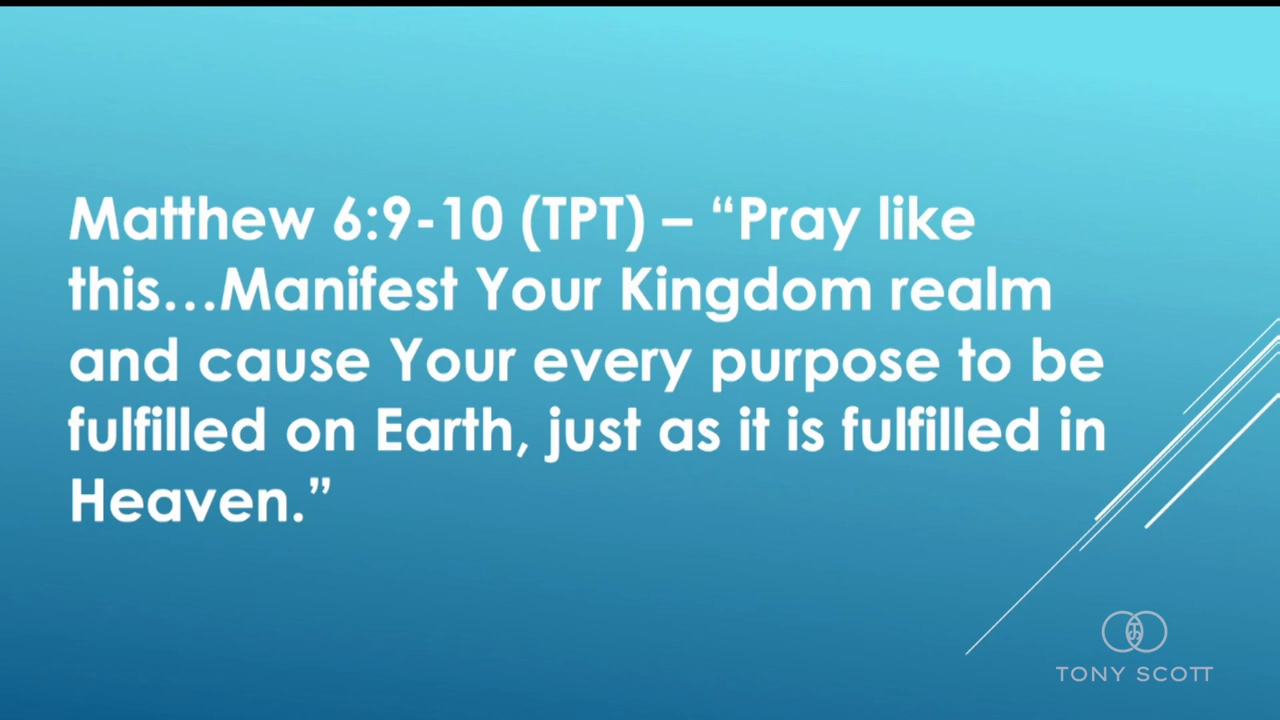 Matthew 6:9-10 (TPT) – “Pray like
this...Manifest Your Kingdom realm
and cause Your every purpose to be
fulfilled on Earth, just as it is fulfilled in
Heaven.”
TS
TONY SCOTT